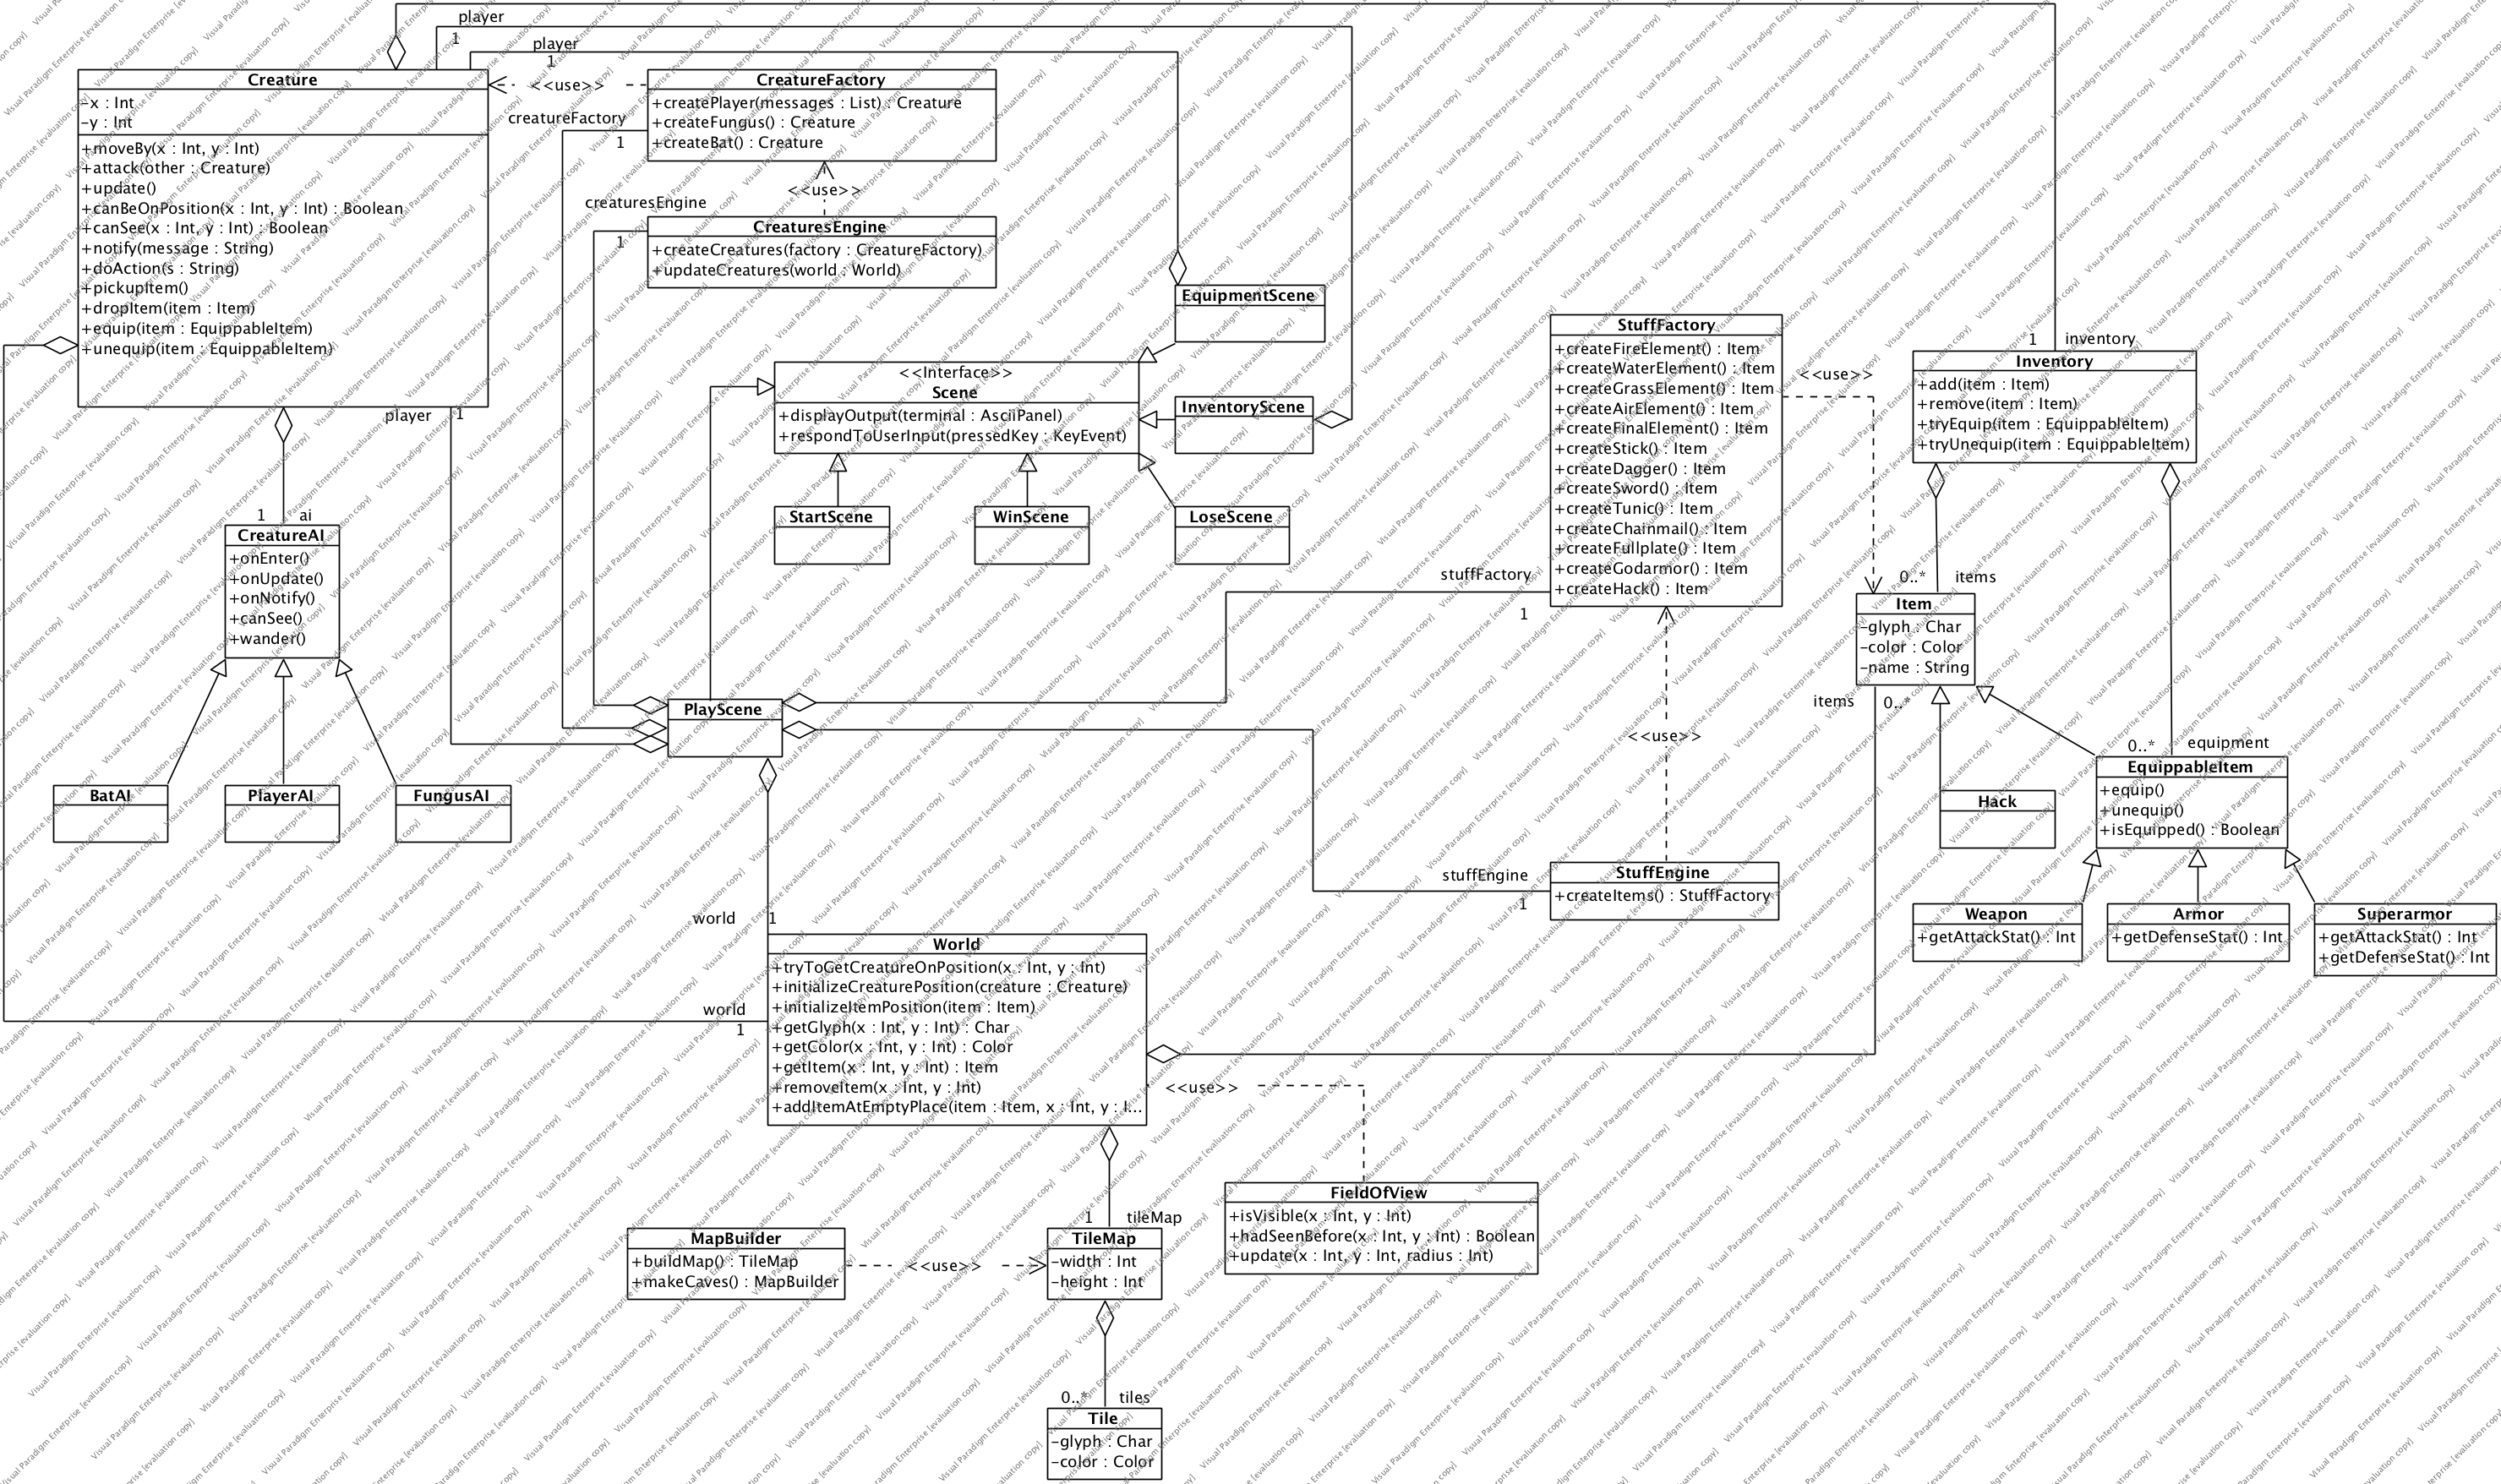 player
1
player
1
Creature
-x : Int
-y : Int
+moveBy(x : Int, y : Int)
+attack(other : Creature)
+update()
+canBeOnPosition(x : Int, y : Int) : Boolean
+canSee(x : Int, y : Int) : Boolean
+notify(message : String)
+doAction(s : String)
+pickupItem()
+dropItem(item : Item)
+equip(item : EquippableItem)
+unequip(item : EquippableItem)
<<use>>
CreatureFactory
+createPlayer(messages : List) : Creature
+createFungus() : Creature
+createBat() : Creature
creatureFactory
1
<<use>>
creaturesEngine
1
CreaturesEngine
+createCreatures(factory : CreatureFactory)
+updateCreatures(world : World)
EquipmentScene
<<Interface>>
Scene
+displayOutput(terminal : AsciiPanel)
+respondToUserInput(pressedKey : KeyEvent)
InventoryScene
StartScene
WinScene
LoseScene
StuffFactory
+createFireElement() : Item
+createWaterElement() : Item
+createGrassElement() : Item
+createAirElement() : Item
+createFinalElement() : Item
+createStick() : Item
+createDagger() : Item
+createSword() : Item
+createTunic() : Item
+createChainmail() : Item
+createFullplate() : Item
+createGodarmor() : Item
+createHack() : Item
<<use>>
1 inventory
Inventory
+add(item : Item)
+remove(item : Item)
+tryEquip(item : EquippableItem)
+tryUnequip(item : EquippableItem)
player 1
1 ai
CreatureAI
+onEnter()
+onUpdate()
+onNotify()
+canSee()
+wander()
stuffFactory
1
0..* items
Item
-glyph : Char
-color : Color
-name : String
items 0..*
PlayScene
<<use>>
0..* equipment
EquippableItem
+equip()
+unequip()
+isEquipped() : Boolean
BatAI
PlayerAI
FungusAI
Hack
stuffEngine
1
StuffEngine
+createItems() : StuffFactory
Weapon
+getAttackStat() : Int
Armor
+getDefenseStat() : Int
Superarmor
+getAttackStat() : Int
+getDefenseStat() : Int
world 1
World
+tryToGetCreatureOnPosition(x : Int, y : Int)
+initializeCreaturePosition(creature : Creature)
+initializeItemPosition(item : Item)
+getGlyph(x : Int, y : Int) : Char
+getColor(x : Int, y : Int) : Color
+getItem(x : Int, y : Int) : Item
+removeItem(x : Int, y : Int)
+addItemAtEmptyPlace(item : Item, x : Int, y : I...
world
1
<<use>>
FieldOfView
+isVisible(x : Int, y : Int)
+hadSeenBefore(x : Int, y : Int) : Boolean
+update(x : Int, y : Int, radius : Int)
1 tileMap
MapBuilder
+buildMap() : TileMap
+makeCaves() : MapBuilder
<<use>>
TileMap
-width : Int
-height : Int
0..* tiles
Tile
-glyph : Char
-color : Color
Visual Paradigm Enterprise [evaluation copy]